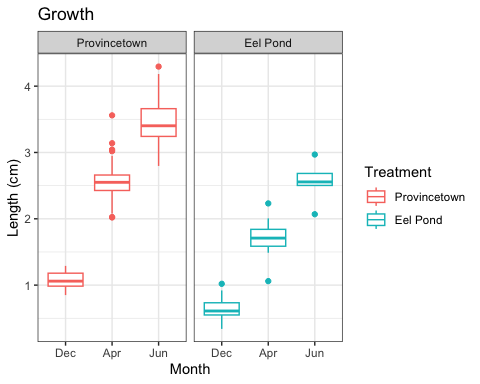 Growth
Provincetown
Eel Pond
4
3
2
1
Length (cm)
Dec Apr Jun
Dec Apr Jun
Month
Treatment
Provincetown
Eel Pond